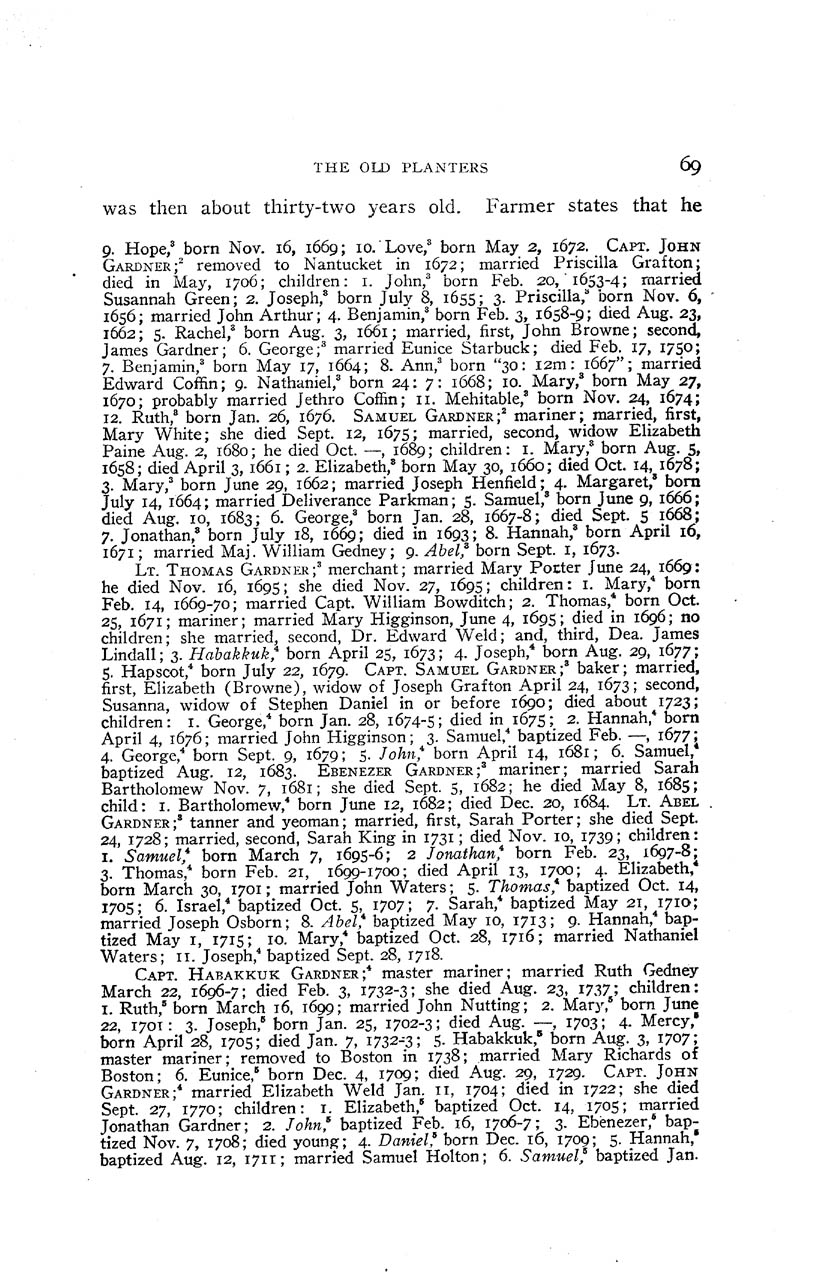 THE OLD PLANTERS 69
was then about thirty-two years old. Farmer states that he
9. Hope,³ born Nov. 16, 1669; 10. Love,³ born May 2, 1672. CAPT. JOHN
GARDNER;² removed to Nantucket in 1672; married Priscilla Grafton;
died in May, 1706; children: 1. John,³ born Feb. 20, 1653-4; married
Susannah Green; 2. Joseph,³ born July 8, 1655; 3. Priscilla,³ born Nov. 6,
1656; married John Arthur; 4. Benjamin,³ born Feb. 3, 1658-9; died Aug. 23,
1662; 5. Rachel,³ born Aug. 3, 1661; married, first, John Browne; second,
James Gardner; 6. George;³ married Eunice Starbuck; died Feb. 17, 1750;
7. Benjamin,³ born May 17, 1664; 8. Ann,³ born "30: 12m: 1667"; married
Edward Coffin; 9. Nathaniel,³ born 24: 7: 1668; 10. Mary,³ born May 27,
1670; probably married Jethro Coffin; 11. Mehitable,³ born Nov. 24, 1674;
12. Ruth,³ born Jan. 26, 1676. SAMUEL GARDNER;² mariner; married, first,
Mary White; she died Sept. 12, 1675; married, second, widow Elizabeth
Paine Aug. 2, 1680; he died Oct. —, 1689; children: 1. Mary,³ born Aug. 5,
1658; died April 3, 1661; 2. Elizabeth,³ born May 30, 1660; died Oct. 14, 1678;
3. Mary,³ born June 29, 1662; married Joseph Henfield; 4. Margaret,³ born
July 14, 1664; married Deliverance Parkman; 5. Samuel,³ born June 9, 1666;
died Aug. 10, 1683; 6. George,³ born Jan. 28, 1667-8; died Sept. 5 1668;
7. Jonathan,³ born July 18, 1669; died in 1693; 8. Hannah,³ born April 16,
1671; married Maj. William Gedney; 9. Abel,³ born Sept. 1, 1673.
LT. THOMAS GARDNER;³ merchant; married Mary Porter June 24, 1669:
he died Nov. 16, 1695; she died Nov. 27, 1695; children: 1. Mary,⁴ born
Feb. 14, 1669-70; married Capt. William Bowditch; 2. Thomas,⁴ born Oct.
25, 1671; mariner; married Mary Higginson, June 4, 1695; died in 1696; no
children; she married, second, Dr. Edward Weld; and, third, Dea. James
Lindall; 3. Habakkuk,⁴ born April 25, 1673; 4. Joseph,⁴ born Aug. 29, 1677;
5. Hapscot,⁴ born July 22, 1679. CAPT. SAMUEL GARDNER;³ baker; married,
first, Elizabeth (Browne), widow of Joseph Grafton April 24, 1673; second,
Susanna, widow of Stephen Daniel in or before 1690; died about 1723;
children: 1. George,⁴ born Jan. 28, 1674-5; died in 1675; 2. Hannah,⁴ born
April 4, 1676; married John Higginson; 3. Samuel,⁴ baptized Feb. —, 1677;
4. George,⁴ born Sept. 9, 1679; 5. John,⁴ born April 14, 1681; 6. Samuel,⁴
baptized Aug. 12, 1683. EBENEZER GARDNER;³ mariner; married Sarah
Bartholomew Nov. 7, 1681; she died Sept. 5, 1682; he died May 8, 1685;
child: 1. Bartholomew,⁴ born June 12, 1682; died Dec. 20, 1684. LT. ABEL
GARDNER;³ tanner and yeoman; married, first, Sarah Porter; she died Sept.
24, 1728; married, second, Sarah King in 1731; died Nov. 10, 1739; children:
1. Samuel,⁴ born March 7, 1695-6; 2 Jonathan,⁴ born Feb. 23, 1697-8;
3. Thomas,⁴ born Feb. 21, 1699-1700; died April 13, 1700; 4. Elizabeth,⁴
born March 30, 1701; married John Waters; 5. Thomas,⁴ baptized Oct. 14,
1705; 6. Israel,⁴ baptized Oct. 5, 1707; 7. Sarah,⁴ baptized May 21, 1710;
married Joseph Osborn; 8. Abel,⁴ baptized May 10, 1713; 9. Hannah,⁴ bap-
tized May 1, 1715; 10. Mary,⁴ baptized Oct. 28, 1716; married Nathaniel
Waters; 11. Joseph,⁴ baptized Sept. 28, 1718.
CAPT. HABAKKUK GARDNER;⁴ master mariner; married Ruth Gedney
March 22, 1696-7; died Feb. 3, 1732-3; she died Aug. 23, 1737; children:
1. Ruth,⁵ born March 16, 1699; married John Nutting; 2. Mary,⁵ born June
22, 1701: 3. Joseph,⁵ born Jan. 25, 1702-3; died Aug. —, 1703; 4. Mercy,⁵
born April 28, 1705; died Jan. 7, 1732-3; 5. Habakkuk,⁵ born Aug. 3, 1707;
master mariner; removed to Boston in 1738; married Mary Richards of
Boston; 6. Eunice,⁵ born Dec. 4, 1709; died Aug. 29, 1729. CAPT. JOHN
GARDNER;⁴ married Elizabeth Weld Jan. 11, 1704; died in 1722; she died
Sept. 27, 1770; children: 1. Elizabeth,⁵ baptized Oct. 14, 1705; married
Jonathan Gardner; 2. John,⁵ baptized Feb. 16, 1706-7; 3. Ebenezer,⁵ bap-
tized Nov. 7, 1708; died young; 4. Daniel,⁵ born Dec. 16, 1709; 5. Hannah,⁵
baptized Aug. 12, 1711; married Samuel Holton; 6. Samuel,⁵ baptized Jan.